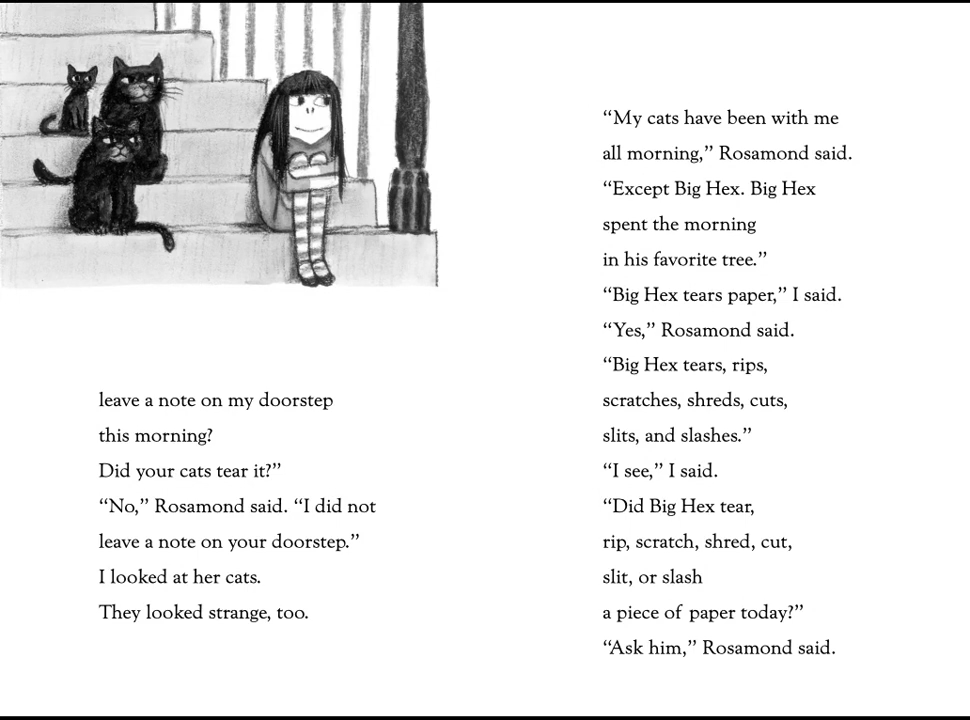 leave a note on my doorstep
this morning?
Did your cats tear it?”
“No,” Rosamond said. “I did not
leave a note on your doorstep.”
I looked at her cats.
They looked strange, too.
“My cats have been with me
all morning,” Rosamond said.
“Except Big Hex. Big Hex
spent the morning
in his favorite tree.”
“Big Hex tears paper,” I said.
“Yes,” Rosamond said.
“Big Hex tears, rips,
scratches, shreds, cuts,
slits, and slashes.”
“I see,” I said.
“Did Big Hex tear,
rip, scratch, shred, cut,
slit, or slash
a piece of paper today?”
“Ask him,” Rosamond said.